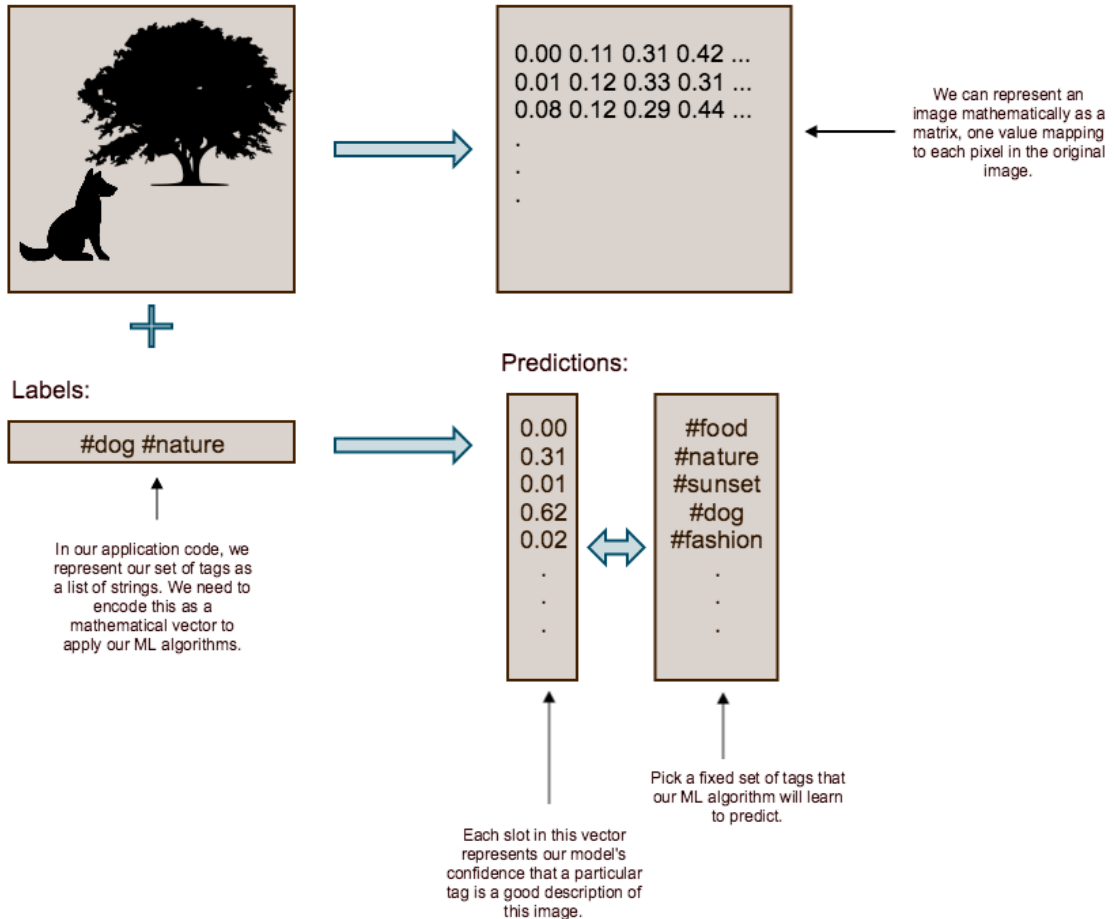 0.00 0.11 0.31 0.42 ...
0.01 0.12 0.33 0.31 ...
0.08 0.12 0.29 0.44 ...
.
.
.
We can represent an
image mathematically as a
matrix, one value mapping
to each pixel in the original
image.
Labels:
#dog #nature
In our application code, we
represent our set of tags as
a list of strings. We need to
encode this as a
mathematical vector to
apply our ML algorithms.
Predictions:
0.00
0.31
0.01
0.62
0.02
.
.
.
#food
#nature
#sunset
#dog
#fashion
.
.
.
Each slot in this vector
represents our model's
confidence that a particular
tag is a good description of
this image.
Pick a fixed set of tags that
our ML algorithm will learn
to predict.